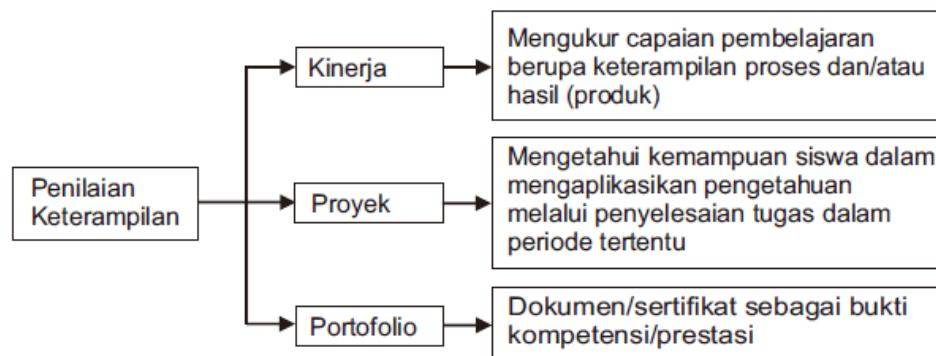 Penilaian
Keterampilan
Kinerja
Mengukur capaian pembelajaran
berupa keterampilan proses dan/atau
hasil (produk)
Proyek
Mengetahui kemampuan siswa dalam
mengaplikasikan pengetahuan
melalui penyelesaian tugas dalam
periode tertentu
Portofolio
Dokumen/sertifikat sebagai bukti
kompetensi/prestasi